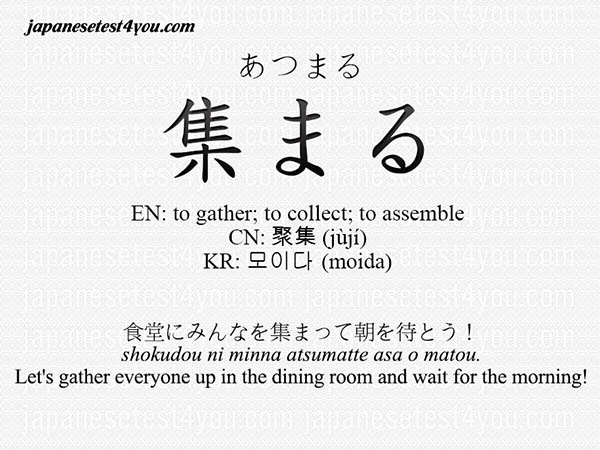 japanesetest4you.com
あつまる
集まる
EN: to gather; to collect; to assemble
CN: 聚集 (jùjí)
KR: 모이다 (moida)
食堂にみんなを集まって朝を待とう！
shokudou ni minna atsumatte asa o matou.
Let's gather everyone up in the dining room and wait for the morning!